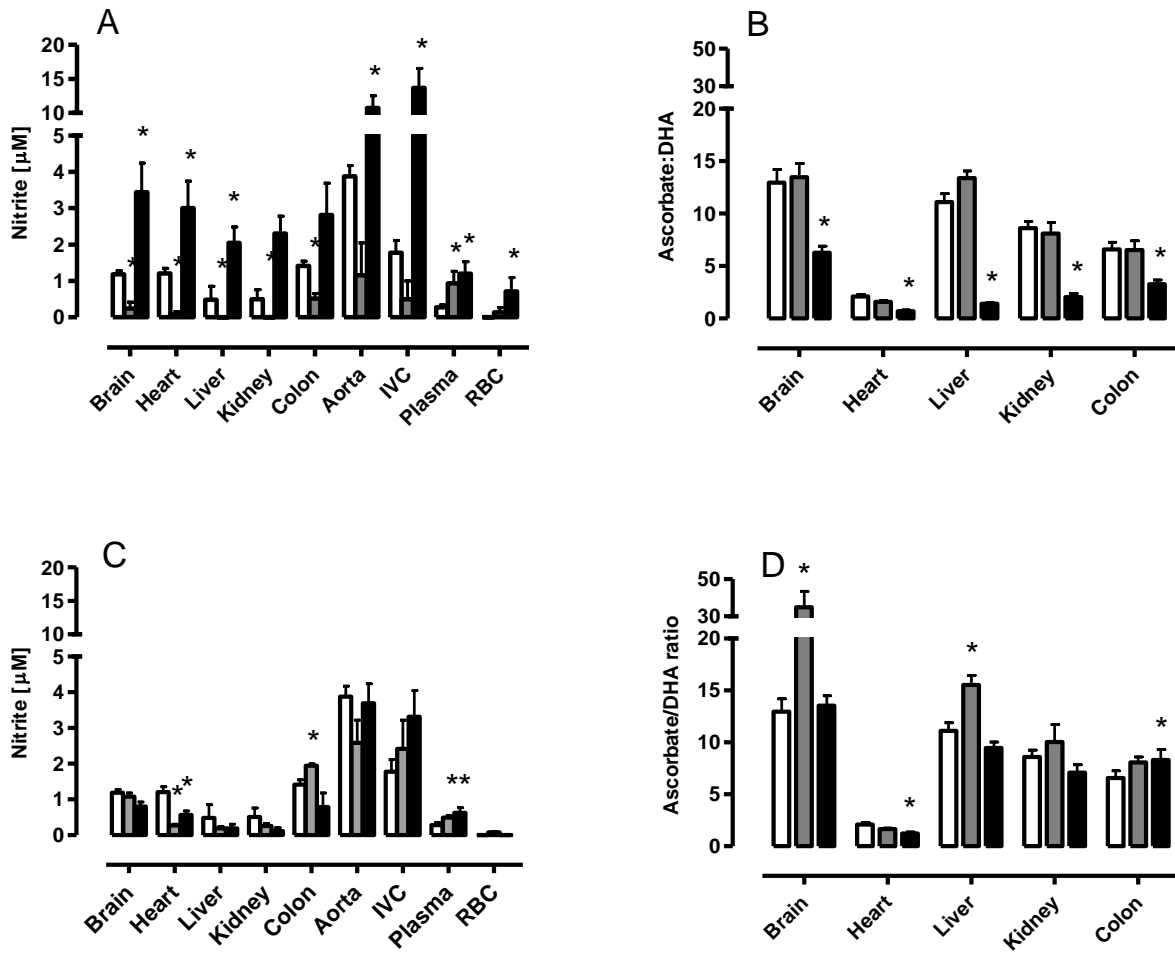 A
20
15
10
5
4
3
2
1
0
Nitrite [µM]
* * * * * * * * * * * * * *
Brain Heart Liver Kidney Colon Aorta IVC Plasma RBC
B
50
30
20
15
10
5
0
Ascorbate:DHA
* * * * *
Brain Heart Liver Kidney Colon
C
20
15
10
5
4
3
2
1
0
Nitrite [µM]
* * * **
Brain Heart Liver Kidney Colon Aorta IVC Plasma RBC
D
50
30
20
15
10
5
0
Ascorbate/DHA ratio
* * * *
Brain Heart Liver Kidney Colon